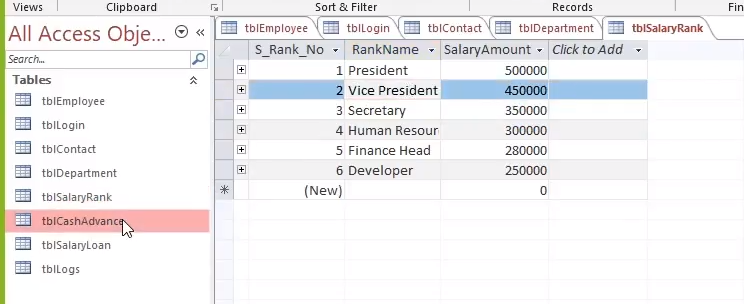 Views
Clipboard
Sort & Filter
Records
All Access Obje...
Search...
Tables
tblEmployee
tblLogin
tblContact
tblDepartment
tblSalaryRank
tblCashAdvance
tblSalaryLoan
tblLogs
tblEmployee tblLogin tblContact tblDepartment tblSalaryRank
S_Rank_No RankName SalaryAmount Click to Add
1 President 500000
2 Vice President 450000
3 Secretary 350000
4 Human Resour 300000
5 Finance Head 280000
6 Developer 250000
(New) 0